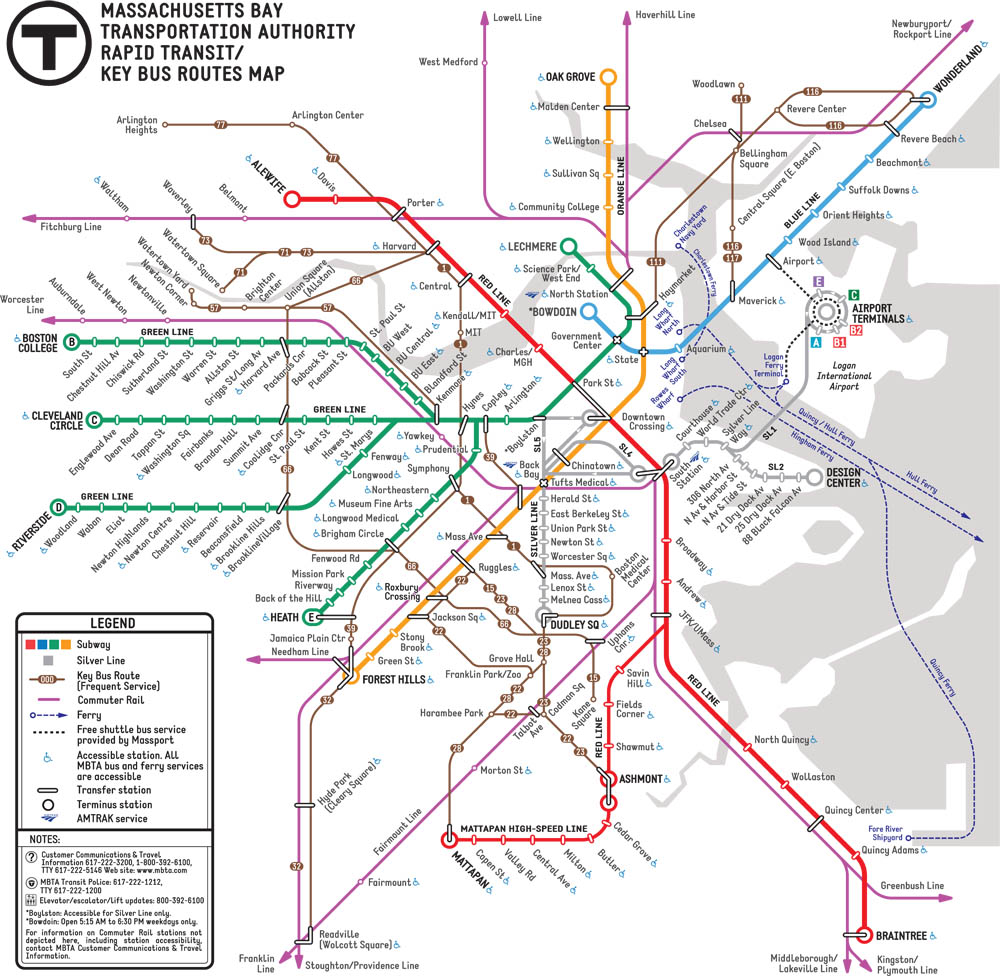 T
MASSACHUSETTS BAY
TRANSPORTATION AUTHORITY
RAPID TRANSIT/
KEY BUS ROUTES MAP
Lowell Line
Haverhill Line
Newburyport/
Rockport Line
West Medford
OAK GROVE
Woodlawn
WONDERLAND
Malden Center
111
116
Revere Center
116
Arlington
Heights
77
Arlington Center
Chelsea
Revere Beach
Wellington
77
Bellingham
Square
Beachmont
ALEWIFE
Davis
Sullivan Sq
ORANGE LINE
Central Square (E. Boston)
Suffolk Downs
Waltham
Woverley
Belmont
Porter
Community College
BLUE LINE
Orient Heights
Fitchburg Line
Charlestown
Navy Yard
Wood Island
73
Watertown Square
71
73
Harvard
LECHMERE
116
117
Airport
Watertown Yard
Newton Corner
71
Brighton
Center
Union Square
(Allston)
66
1
Science Park/
West End
111
Charlestown Ferry
Haymarket
Maverick
E
C
AIRPORT
TERMINALS
B2
B1
A
Central
RED LINE
North Station
Worcester
Line
Auburndale
West Newton
Newtonville
57
57
Kendall/MIT
*BOWDOIN
Long
Wharf
North
GREEN LINE
St. Paul St
BU West
BU Central
BU East
Blandford St
Kenmore
MIT
1
Government
Center
State
Aquarium
Long
Wharf
South
Logan
Ferry
Terminal
Logan
International
Airport
BOSTON
COLLEGE
B
South St
Chestnut Hill Av
Chiswick Rd
Sutherland St
Washington St
Warren St
Allston St
Griggs St/Long Av
Harvard Ave
Packards Cnr
Babcock St
Pleasant St
Charles/
MGH
Park St
Rowes
Wharf
Hynes
Copley
Arlington
CLEVELAND
CIRCLE
C
GREEN LINE
Englewood Ave
Dean Road
Tappan St
Washington Sq
Fairbanks
Brandon Hall
Summit Ave
Coolidge Cnr
St. Paul St
Kent St
Howes St
St. Marys
Downtown
Crossing
Courthouse
World Trade Ctr
Silver Line
Way
SL1
Quincy / Hull Ferry
Hingham Ferry
Hull Ferry
Yawkey
Prudential
39
*Boylston
SL5
SL4
Fenway
Symphony
Back
Bay
Chinatown
South
Station
SL2
DESIGN
CENTER
66
Longwood
Tufts Medical
306 North Av
N Av & Harbor St
N Av & Tide St
21 Dry Dock Av
25 Dry Dock Av
88 Black Falcon Av
GREEN LINE
Northeastern
1
Herald St
RIVERSIDE
D
Woodland
Waban
Eliot
Newton Highlands
Newton Centre
Chestnut Hill
Reservoir
Beaconsfield
Brookline Hills
BrooklineVillage
Museum Fine Arts
Longwood Medical
Brigham Circle
SILVER LINE
East Berkeley St
Union Park St
Mass Ave
1
Newton St
Broadway
Fenwood Rd
Worcester Sq
Mission Park
Riverway
Back of the Hill
66
Ruggles
Mass. Ave
Boston
Medical
Center
Lenox St
Andrew
22
15
23
28
Melnea Cass
Roxbury
Crossing
HEATH
E
66
DUDLEY SQ
JFK/UMass
LEGEND
Jackson Sq
39
22
Jamaica Plain Ctr
Stony
Brook
23
28
Uphams
Cnr.
Needham Line
Green St
Grove Hall
15
Savin
Hill
RED LINE
Subway
Silver Line
000
Key Bus Route
(Frequent Service)
Commuter Rail
Ferry
Free shuttle bus service
provided by Massport
Accessible station. All
MBTA bus and ferry services
are accessible
Transfer station
Terminus station
AMTRAK service
FOREST HILLS
Franklin Park/Zoo
Codman Sq
Kane
Square
32
22
28
23
Harambee Park
22
Fields
Corner
Quincy Ferry
Talbot
Ave
RED LINE
28
22
23
Shawmut
North Quincy
Morton St
ASHMONT
Wollaston
Hyde Park
(Cleary Square)
Quincy Center
Fairmount Line
MATTAPAN HIGH-SPEED LINE
Cedar Grove
Fore River
Shipyard
MATTAPAN
Capen St
Valley Rd
Central Ave
Milton
Butler
Quincy Adams
NOTES:
Customer Communications & Travel
Information 617-222-3200, 1-800-392-6100,
TTY 617-222-5146 Web site: www.mbta.com
T
MBTA Transit Police: 617-222-1212,
TTY 617-222-1200
Elevator/escalator/lift updates: 800-392-6100
*Boylston: Accessible for Silver Line only.
*Bowdoin: Open 5:15 AM to 6:30 PM weekdays only.
For information on Commuter Rail stations not
depicted here, including station accessibility,
contact MBTA Customer Communications & Travel
Information.
32
Fairmount
Greenbush Line
Readville
(Wolcott Square)
BRAINTREE
Franklin
Line
Stoughton/Providence Line
Middleborough/
Lakeville Line
Kingston/
Plymouth Line